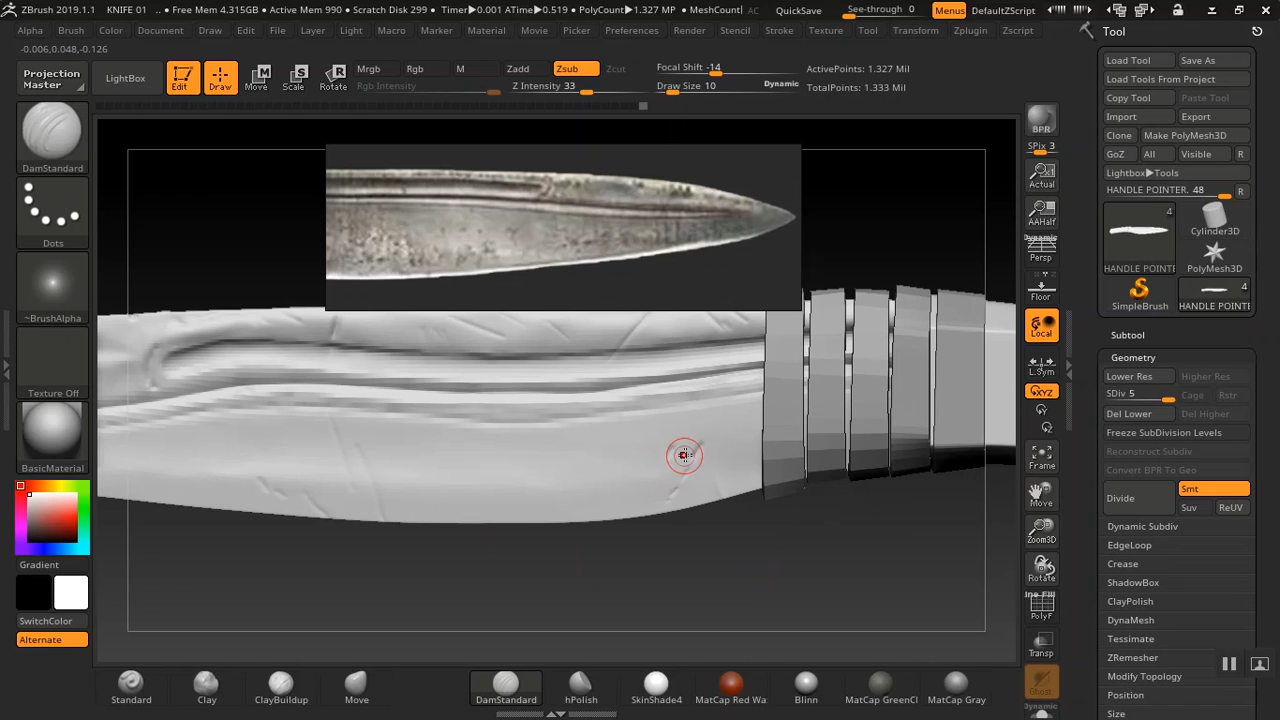 ZBrush 2019.1.1 KNIFE 01 • Free Mem 4.315GB • Active Mem 990 • Scratch Disk 299 • Timer▶0.001 ATime▶0.519 • PolyCount▶1.327 MP • MeshCount QuickSave See-through 0 Menus DefaultZScript
Alpha Brush Color Document Draw Edit File Layer Light Macro Marker Material Movie Picker Preferences Render Stencil Stroke Texture Tool Transform Zplugin Zscript Tool
-0.006,0.048,-0.126
Load Tool Save As
Projection Master LightBox Edit Draw Move Scale Rotate Mrgb Rgb M Zadd Zsub Zcut Focal Shift -14 ActivePoints: 1.327 Mil
Rgb Intensity Z Intensity 33 Draw Size 10 Dynamic TotalPoints: 1.333 Mil
Load Tools From Project
Copy Tool Paste Tool
Import Export
Clone Make PolyMesh3D
GoZ All Visible R
Lightbox▶Tools
HANDLE POINTER. 48 R
4 Cylinder3D
HANDLE POINTE PolyMesh3D
SimpleBrush 4 HANDLE POINTE
DamStandard
Dots
~BrushAlpha
Texture Off
BasicMaterial
Gradient
SwitchColor
Alternate
BPR
SPix 3
Actual
AAHalf
Dynamic
Persp
Floor
Local
L.Sym
XYZ
Y
Z
Frame
Move
Zoom3D
Rotate
PolyF
Transp
Ghost
Dynamic
Subtool
Geometry
Lower Res Higher Res
SDiv 5 Cage Rstr
Del Lower Del Higher
Freeze SubDivision Levels
Reconstruct Subdiv
Convert BPR To Geo
Divide Smt
Suv ReUV
Dynamic Subdiv
EdgeLoop
Crease
ShadowBox
ClayPolish
DynaMesh
Tessimate
ZRemesher
Modify Topology
Position
Size
Standard Clay ClayBuildup Move DamStandard hPolish SkinShade4 MatCap Red Wa Blinn MatCap GreenCl MatCap Gray